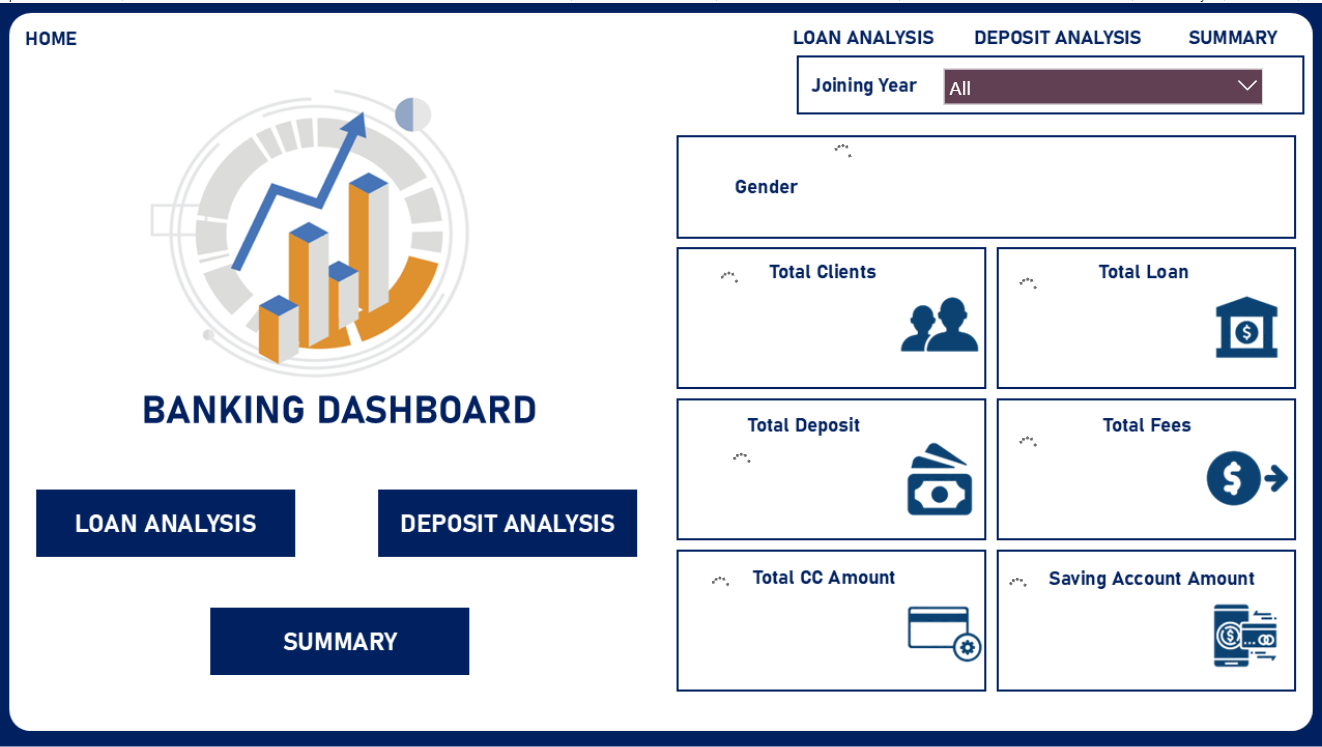 HOME
LOAN ANALYSIS DEPOSIT ANALYSIS SUMMARY
Joining Year All
Gender
Total Clients Total Loan
Total Deposit Total Fees
Total CC Amount Saving Account Amount
BANKING DASHBOARD
LOAN ANALYSIS DEPOSIT ANALYSIS
SUMMARY